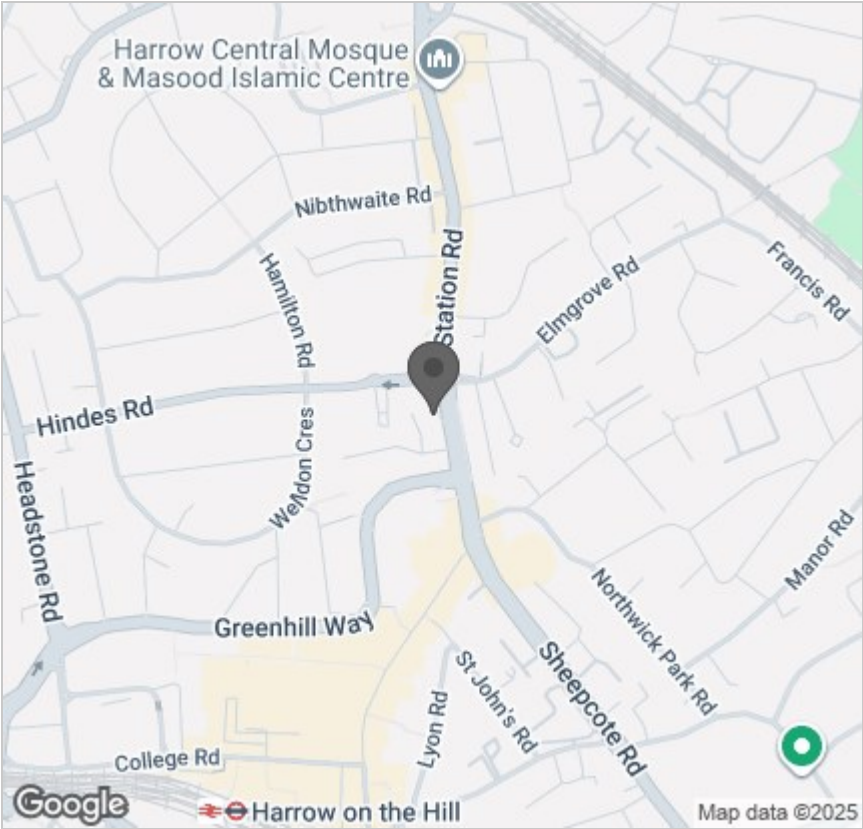 Harrow Central Mosque
& Masood Islamic Centre
Nibthwaite Rd
Station Rd
Hamilton Rd
Elmgrove Rd
Francis Rd
Hindes Rd
Weldon Cres
Headstone Rd
Manor Rd
Northwick Park Rd
Greenhill Way
Sheepcote Rd
St John's Rd
Lyon Rd
College Rd
Harrow on the Hill
Google
Map data ©2025